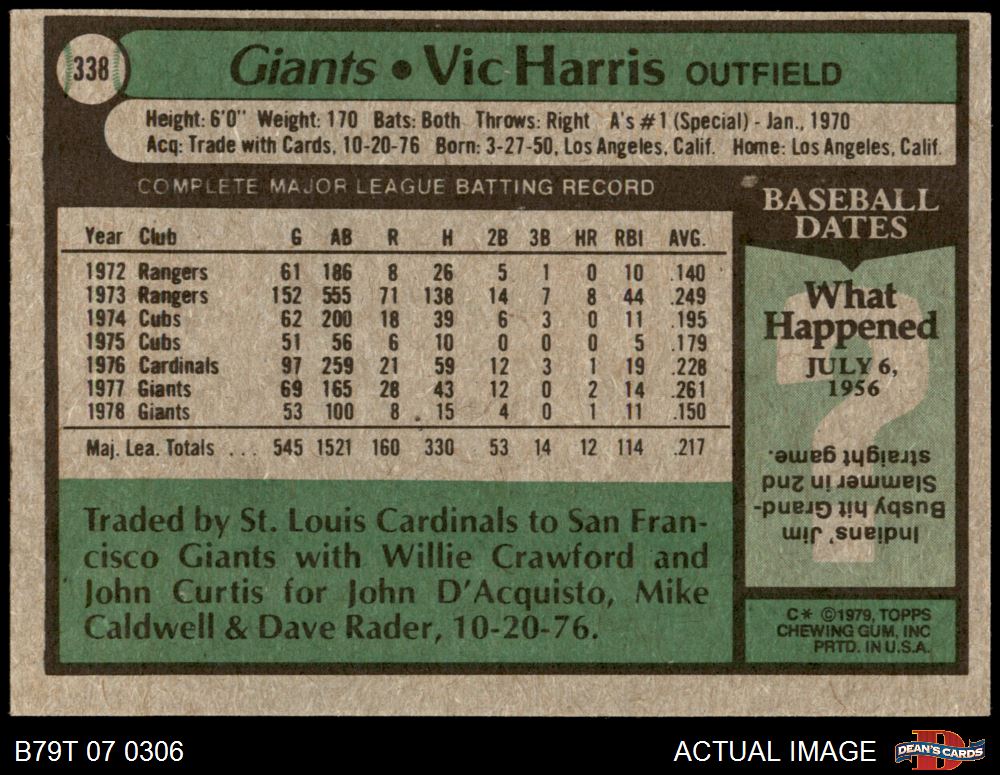 338 Giants • Vic Harris OUTFIELD
Height: 6'0" Weight: 170 Bats: Both Throws: Right A's #1 (Special) - Jan., 1970
Acq: Trade with Cards, 10-20-76 Born: 3-27-50, Los Angeles, Calif. Home: Los Angeles, Calif.
COMPLETE MAJOR LEAGUE BATTING RECORD
Year Club G AB R H 2B 3B HR RBI AVG.
1972 Rangers 61 186 8 26 5 1 0 10 .140
1973 Rangers 152 555 71 138 14 7 8 44 .249
1974 Cubs 62 200 18 39 6 3 0 11 .195
1975 Cubs 51 56 6 10 0 0 0 5 .179
1976 Cardinals 97 259 21 59 12 3 1 19 .228
1977 Giants 69 165 28 43 12 0 2 14 .261
1978 Giants 53 100 8 15 4 0 1 11 .150
Maj. Lea. Totals ... 545 1521 160 330 53 14 12 114 .217
Traded by St. Louis Cardinals to San Fran-
cisco Giants with Willie Crawford and
John Curtis for John D'Acquisto, Mike
Caldwell & Dave Rader, 10-20-76.
BASEBALL
DATES
What
Happened
JULY 6,
1956
Indians' Jim
Busby hit Grand-
Slammer in 2nd
straight game.
C* ©1979, TOPPS
CHEWING GUM, INC
PRTD. IN U.S.A.
B79T 07 0306
ACTUAL IMAGE
DEAN'S CARDS